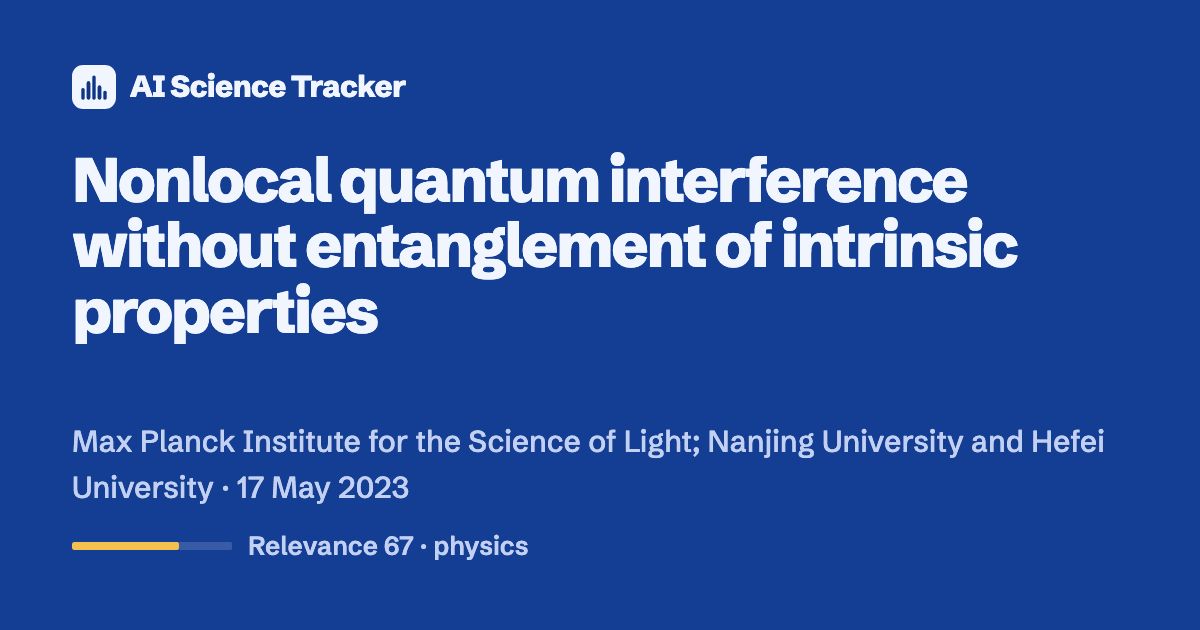 AI Science Tracker
Nonlocal quantum interference
without entanglement of intrinsic
properties
Max Planck Institute for the Science of Light; Nanjing University and Hefei
University · 17 May 2023
Relevance 67 · physics